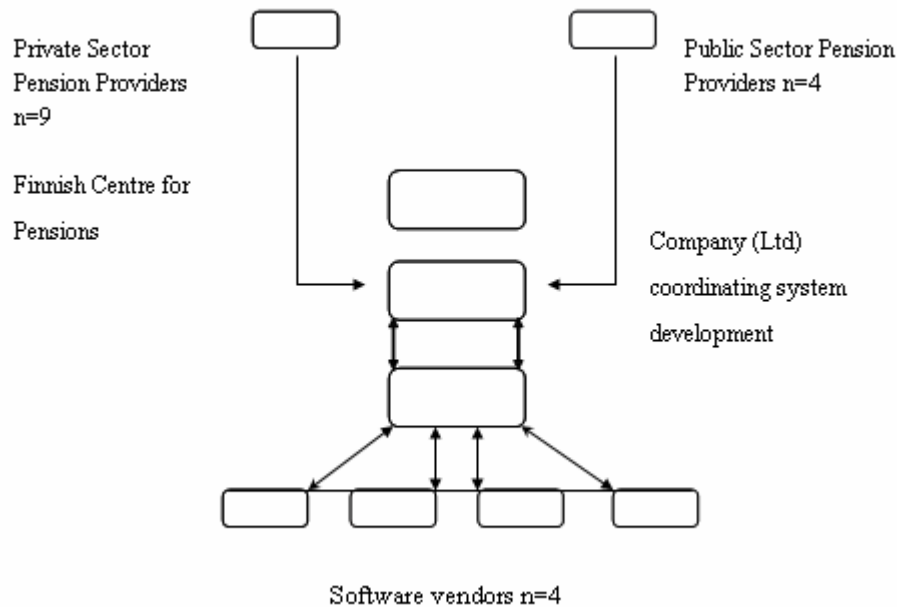 Private Sector
Pension Providers
n=9
Public Sector Pension
Providers n=4
Finnish Centre for
Pensions
Company (Ltd)
coordinating system
development
Software vendors n=4